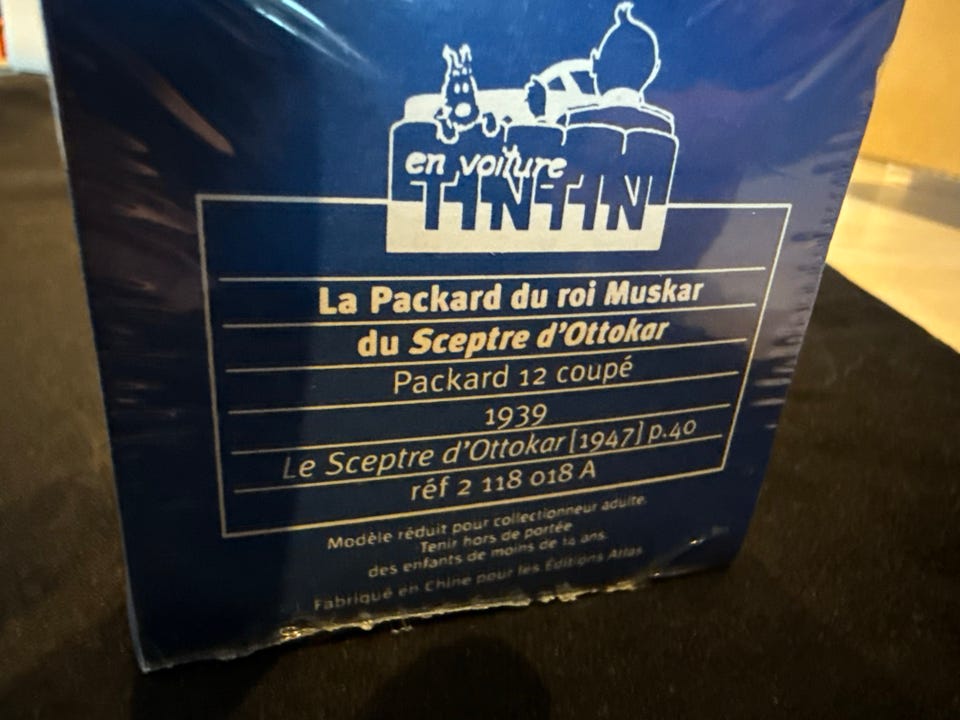 en voiture
TINTIN
La Packard du roi Muskar
du Sceptre d'Ottokar
Packard 12 coupé
1939
Le Sceptre d'Ottokar [1947] p.40
réf 2 118 018 A
Modèle réduit pour collectionneur adulte.
Tenir hors de portée
des enfants de moins de 14 ans.
Fabriqué en Chine pour les Éditions Atlas